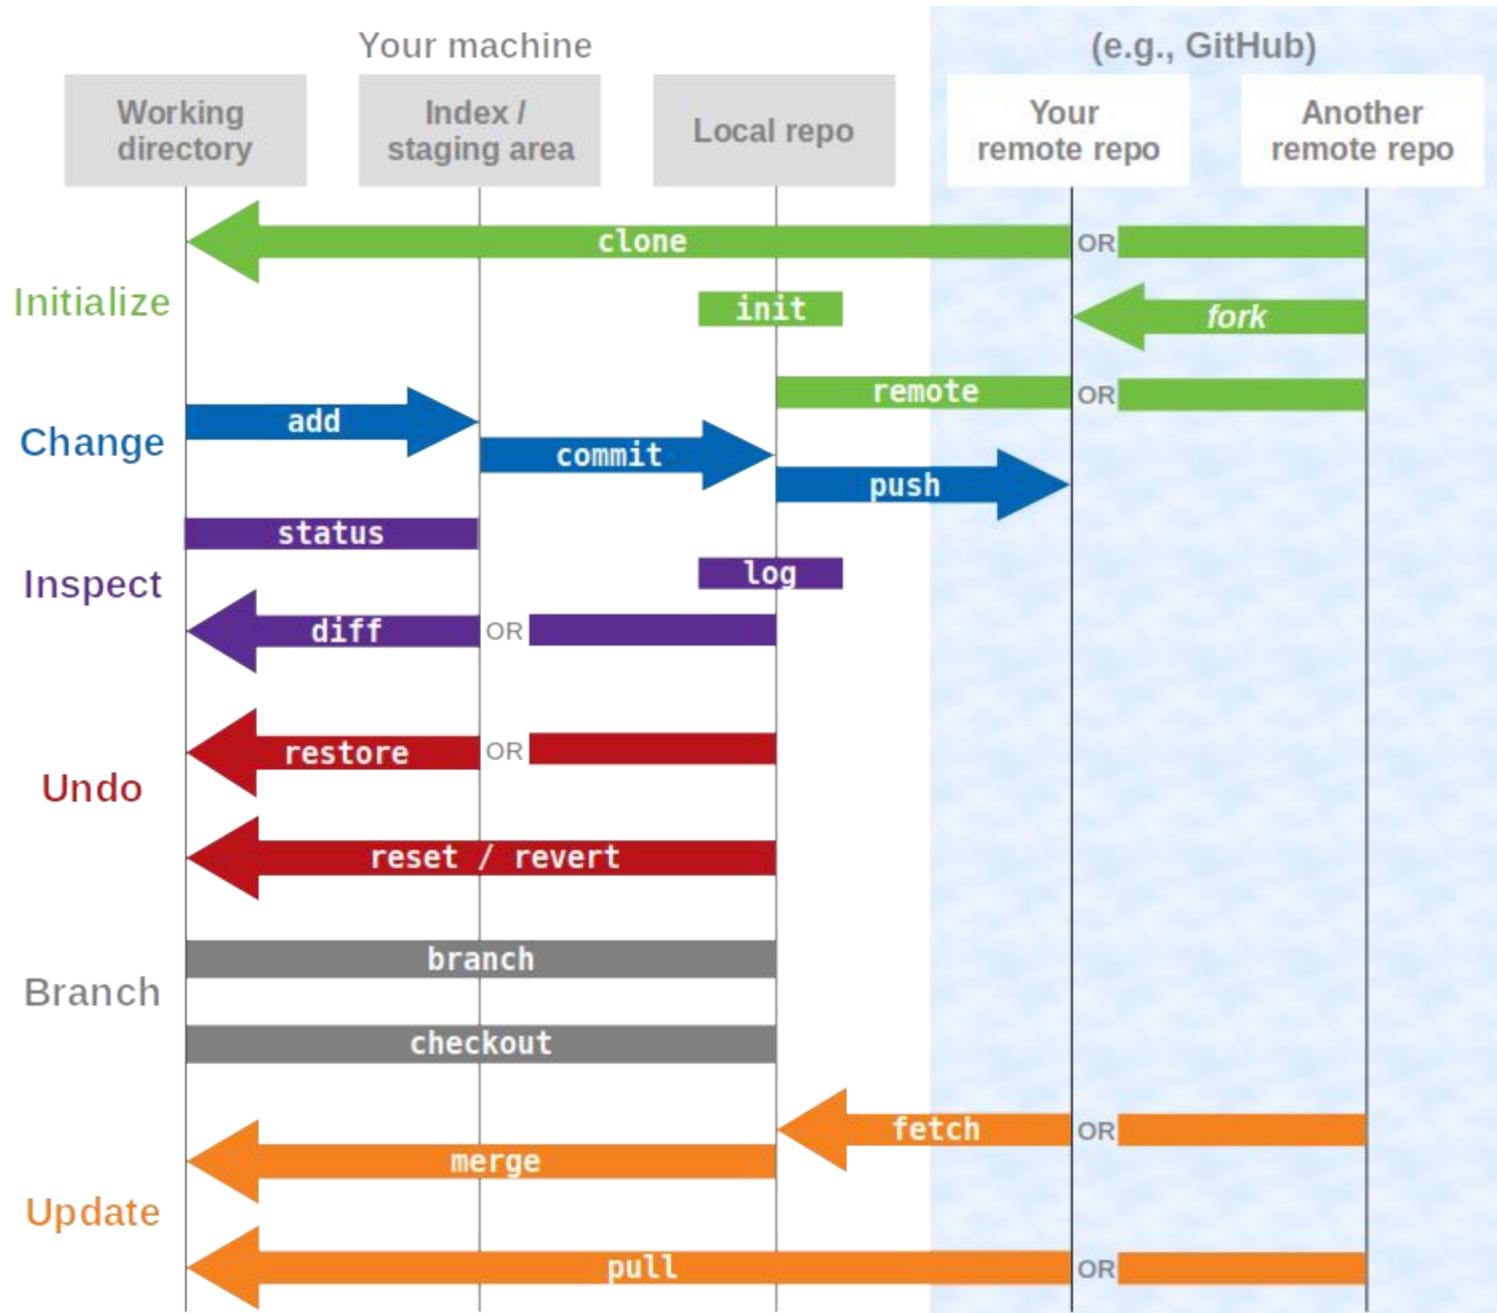 Your machine
(e.g., GitHub)
Working
directory
Index /
staging area
Local repo
Your
remote repo
Another
remote repo
clone
OR
Initialize
init
fork
remote
OR
Change
add
commit
push
status
Inspect
log
diff
OR
restore
OR
Undo
reset / revert
branch
Branch
checkout
fetch
OR
merge
Update
pull
OR